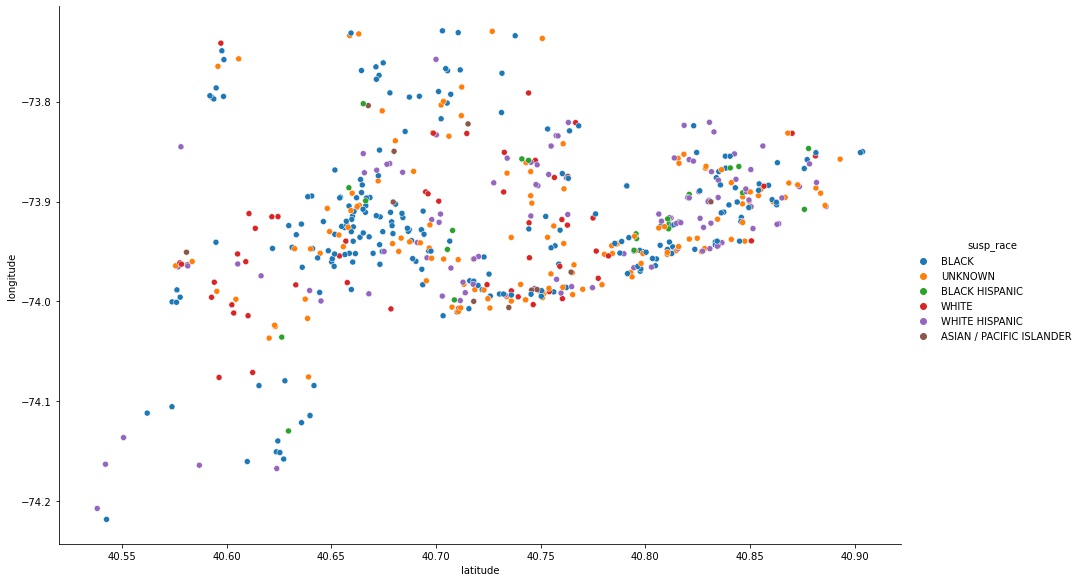 −73.8
−73.9
−74.0
−74.1
−74.2
longitude
40.55 40.60 40.65 40.70 40.75 40.80 40.85 40.90
latitude
susp_race
BLACK
UNKNOWN
BLACK HISPANIC
WHITE
WHITE HISPANIC
ASIAN / PACIFIC ISLANDER